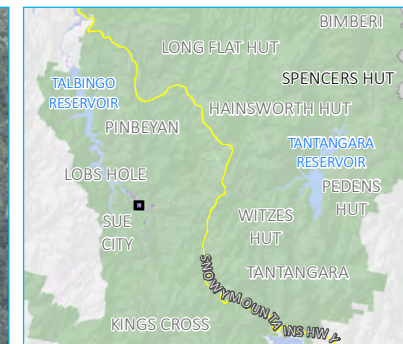 BIMBERI
LONG FLAT HUT
SPENCERS HUT
TALBINGO
RESERVOIR
HAINSWORTH HUT
PINBEYAN
TANTANGARA
RESERVOIR
LOBS HOLE
PEDENS
HUT
SUE
CITY
WITZES
HUT
TANTANGARA
SNOWY MOUNTAINS HWY
KINGS CROSS